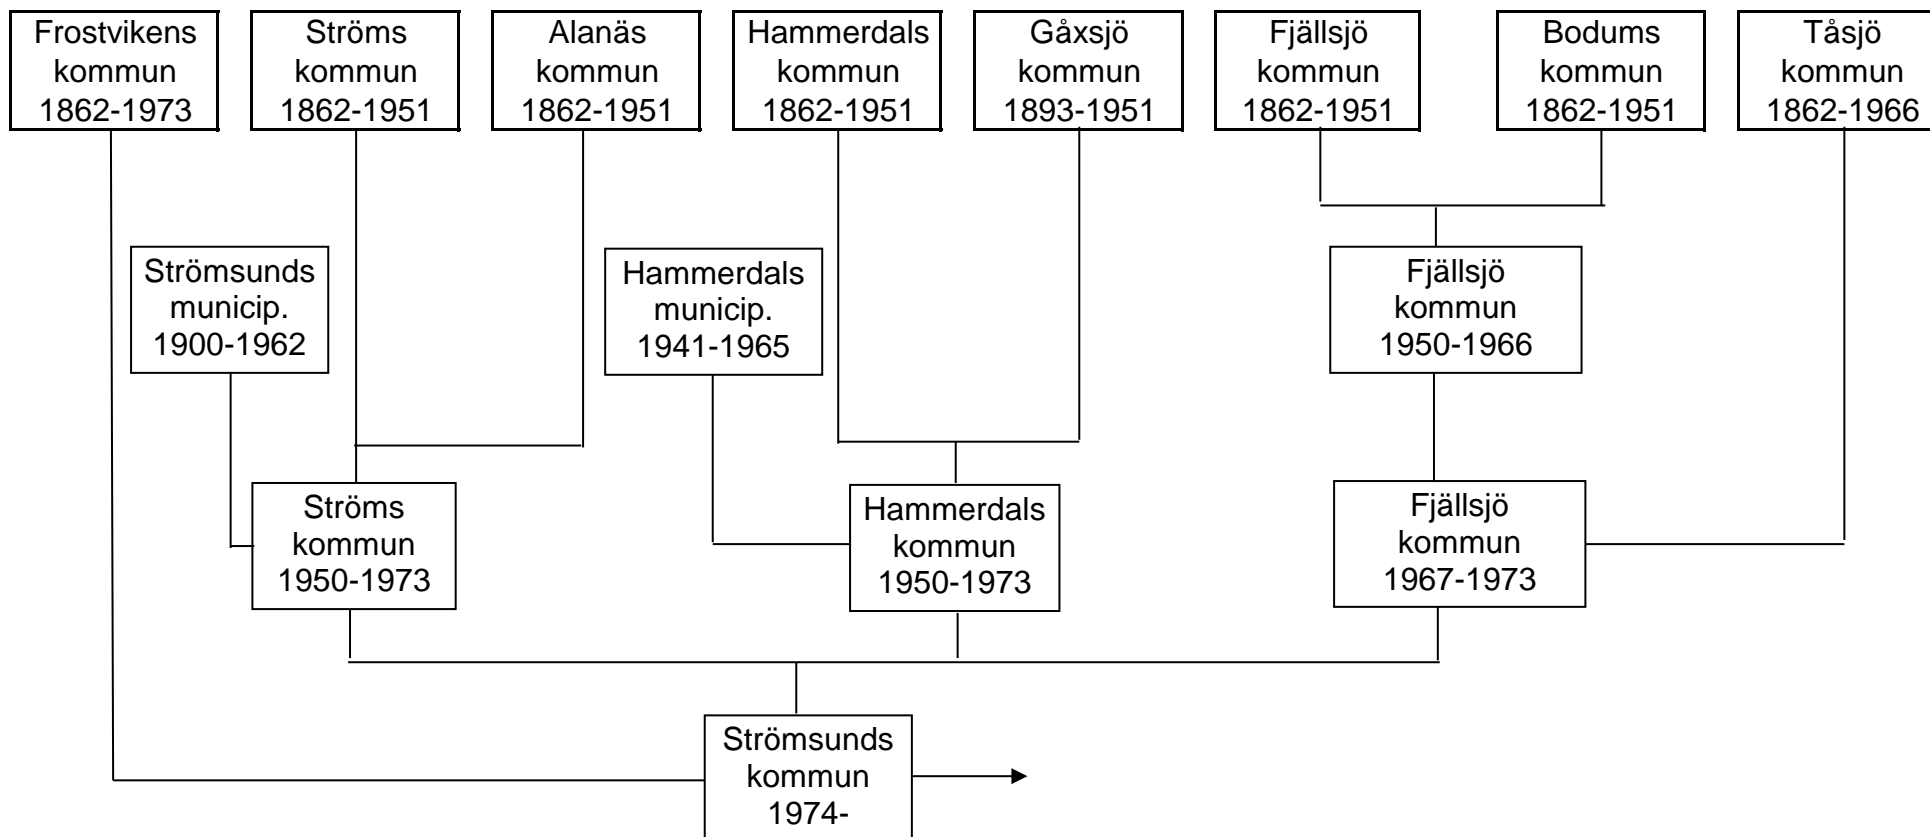 Frostvikens
kommun
1862-1973
Ströms
kommun
1862-1951
Alanäs
kommun
1862-1951
Hammerdals
kommun
1862-1951
Gåxsjö
kommun
1893-1951
Fjällsjö
kommun
1862-1951
Bodums
kommun
1862-1951
Tåsjö
kommun
1862-1966
Strömsunds
municip.
1900-1962
Hammerdals
municip.
1941-1965
Fjällsjö
kommun
1950-1966
Ströms
kommun
1950-1973
Hammerdals
kommun
1950-1973
Fjällsjö
kommun
1967-1973
Strömsunds
kommun
1974-